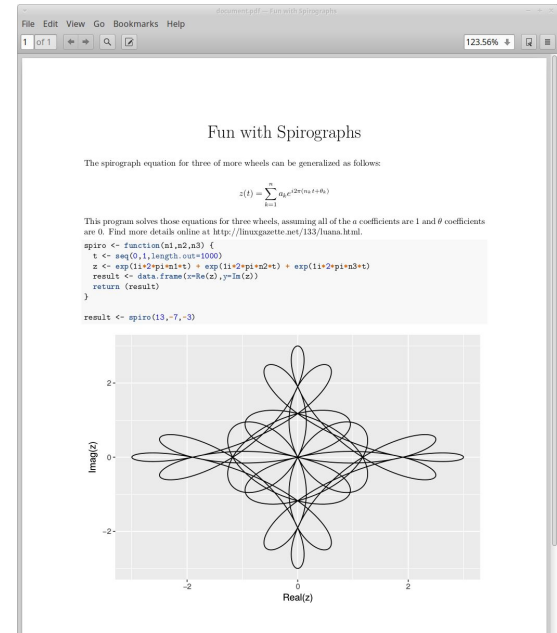 document.pdf — Fun with Spirographs
File Edit View Go Bookmarks Help
1 of 1
123.56%
Fun with Spirographs
The spirograph equation for three of more wheels can be generalized as follows:
z(t) = \sum_{k=1}^{n} a_k e^{i2π(n_k t+θ_k)}
This program solves those equations for three wheels, assuming all of the a coefficients are 1 and θ coefficients
are 0. Find more details online at http://linuxgazette.net/133/luana.html.
spiro <- function(n1,n2,n3) {
  t <- seq(0,1,length.out=1000)
  z <- exp(1i*2*pi*n1*t) + exp(1i*2*pi*n2*t) + exp(1i*2*pi*n3*t)
  result <- data.frame(x=Re(z),y=Im(z))
  return (result)
}
result <- spiro(13,-7,-3)
2
0
−2
Imag(z)
−2 0 2
Real(z)